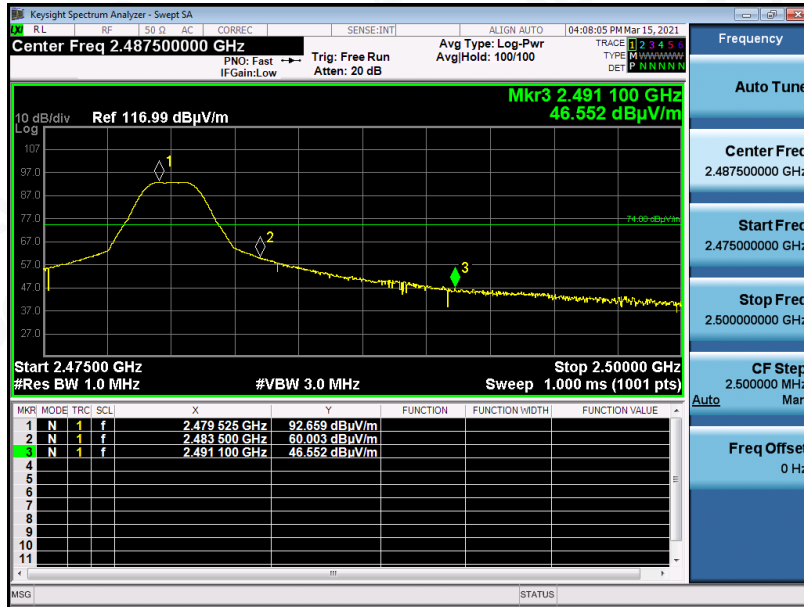 Keysight Spectrum Analyzer - Swept SA
LXI RL RF 50 Ω AC CORREC SENSE:INT ALIGN AUTO 04:08:05 PM Mar 15, 2021
Center Freq 2.487500000 GHz
PNO: Fast
IFGain:Low
Trig: Free Run
Atten: 20 dB
Avg Type: Log-Pwr
Avg|Hold: 100/100
TRACE 1 2 3 4 5 6
TYPE M W W W W W
DET P N N N N N
Mkr3 2.491 100 GHz
46.552 dBµV/m
10 dB/div Ref 116.99 dBµV/m
Log
107
97.0
87.0
77.0
67.0
57.0
47.0
37.0
27.0
1
2
3
74.00 dBµV/m
Start 2.47500 GHz Stop 2.50000 GHz
#Res BW 1.0 MHz #VBW 3.0 MHz Sweep 1.000 ms (1001 pts)
MKR MODE TRC SCL X Y FUNCTION FUNCTION WIDTH FUNCTION VALUE
1 N 1 f 2.479 525 GHz 92.659 dBµV/m
2 N 1 f 2.483 500 GHz 60.003 dBµV/m
3 N 1 f 2.491 100 GHz 46.552 dBµV/m
4
5
6
7
8
9
10
11
MSG STATUS
Frequency
Auto Tune
Center Freq
2.487500000 GHz
Start Freq
2.475000000 GHz
Stop Freq
2.500000000 GHz
CF Step
2.500000 MHz
Auto Man
Freq Offset
0 Hz